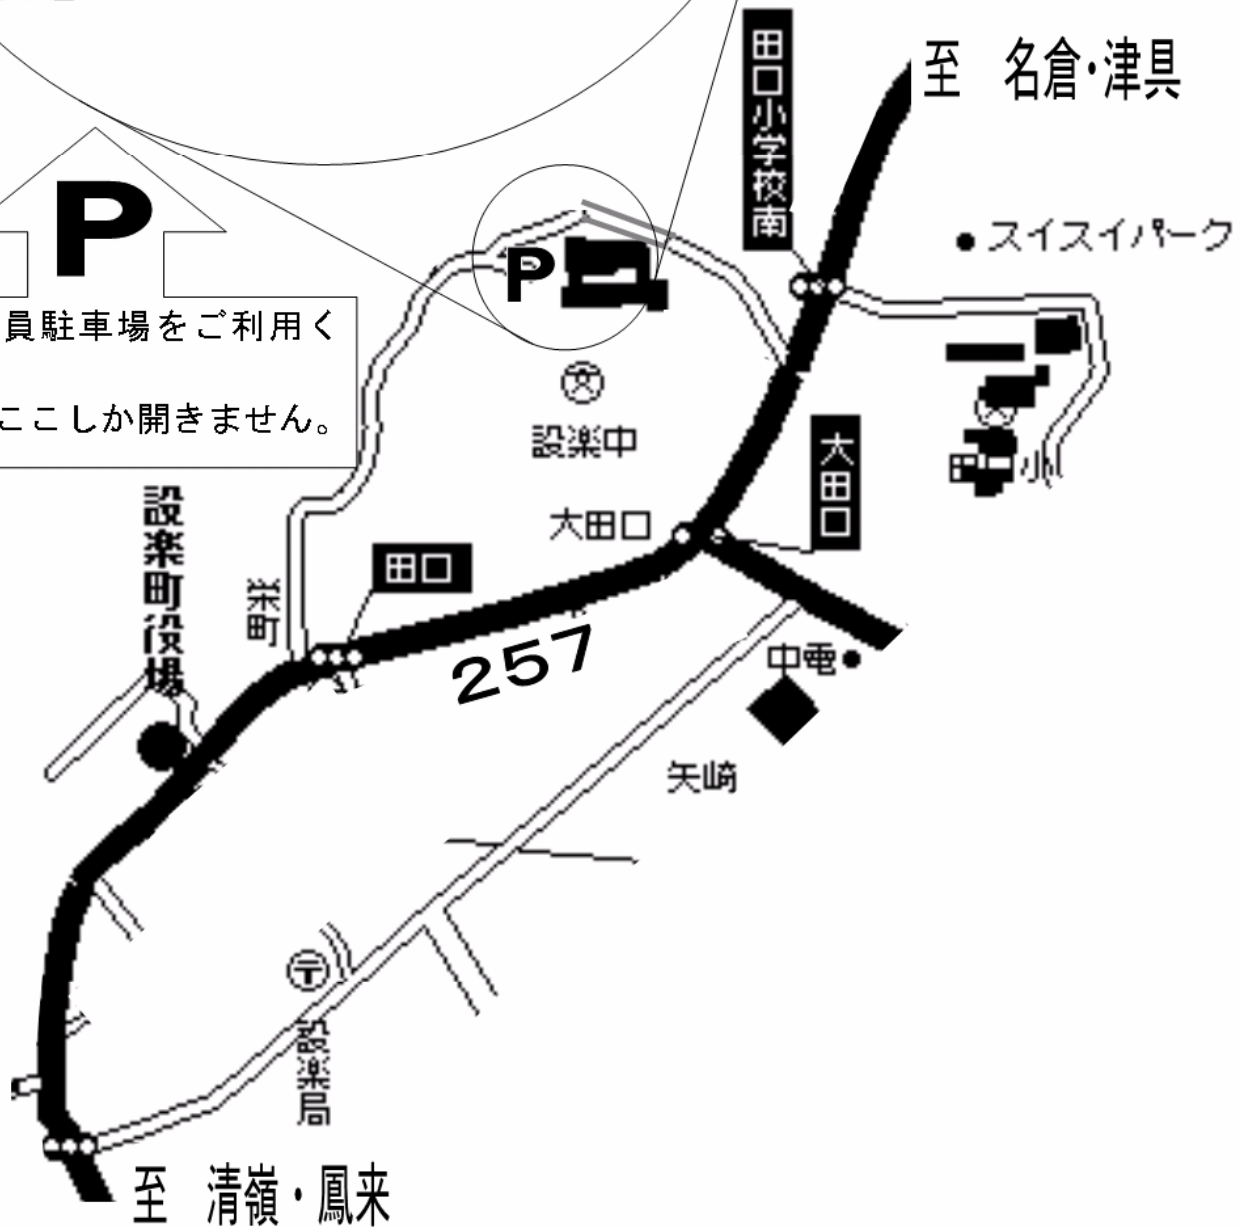 田口小学校南
至 名倉・津具
スイスイパーク
P
P
員駐車場をご利用く
ここしか開きません。
設楽中
大田口
大田口
田口
田口小
設楽町役場
栄町
257
中電
矢崎
〒
設楽局
至 清嶺・鳳来